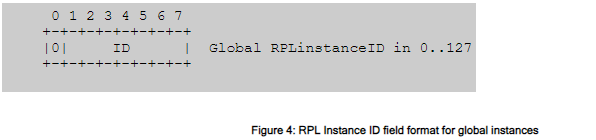 0 1 2 3 4 5 6 7
+-+-+-+-+-+-+-+-+
|0|     ID      |  Global RPLinstanceID in 0..127
+-+-+-+-+-+-+-+-+
Figure 4: RPL Instance ID field format for global instances